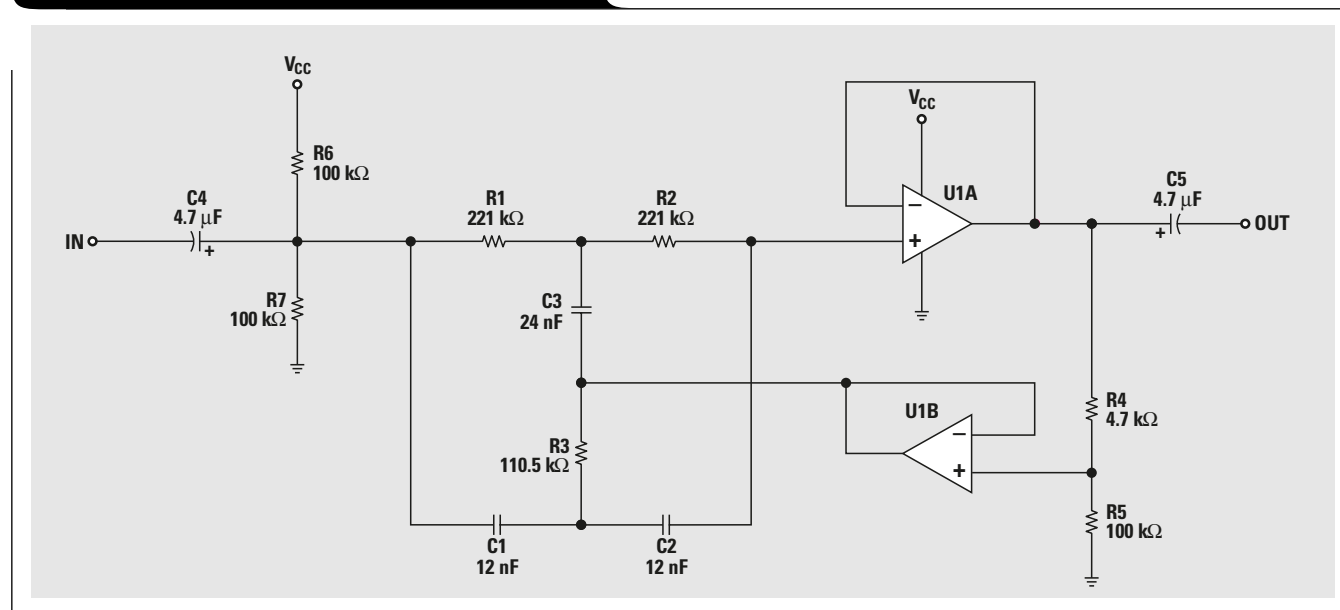 V_CC
R6
100 kΩ
C4
4.7 μF
+
IN
R7
100 kΩ
R1
221 kΩ
R2
221 kΩ
C3
24 nF
R3
110.5 kΩ
C1
12 nF
C2
12 nF
V_CC
U1A
−
+
C5
4.7 μF
+
OUT
U1B
−
+
R4
4.7 kΩ
R5
100 kΩ